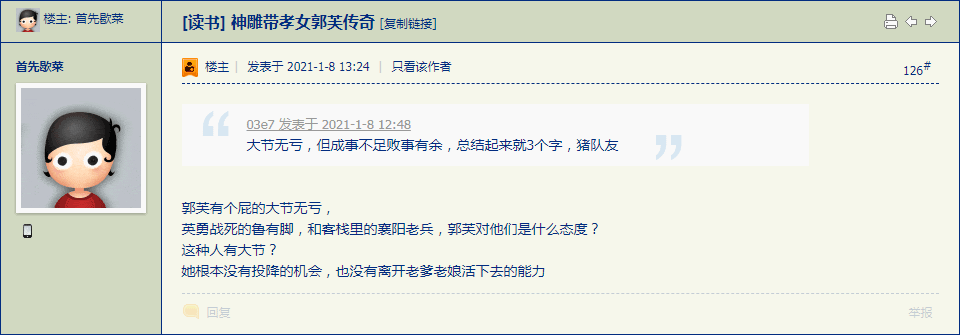 楼主: 首先歇菜
[读书] 神雕带孝女郭芙传奇 [复制链接]
首先歇菜
楼主 | 发表于 2021-1-8 13:24 | 只看该作者
126#
03e7 发表于 2021-1-8 12:48
大节无亏，但成事不足败事有余，总结起来就3个字，猪队友
郭芙有个屁的大节无亏，
英勇战死的鲁有脚，和客栈里的襄阳老兵，郭芙对他们是什么态度？
这种人有大节？
她根本没有投降的机会，也没有离开老爹老娘活下去的能力
回复
举报